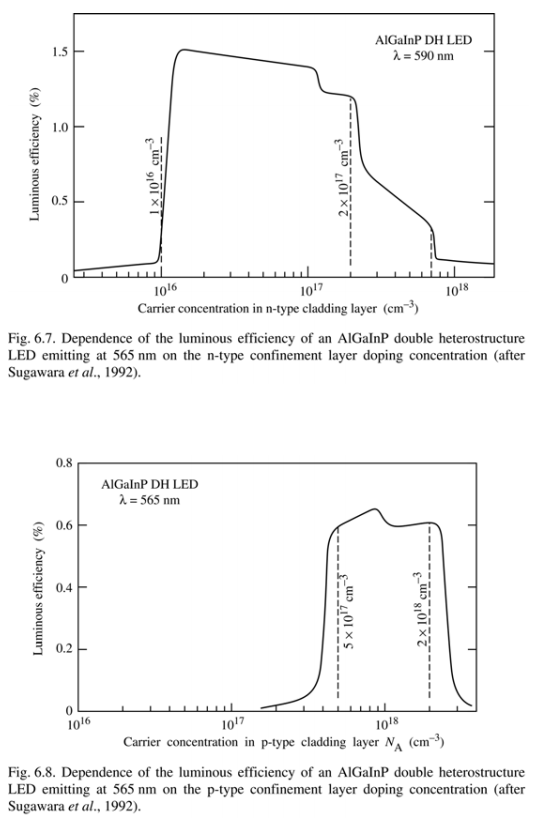 1.5
AlGaInP DH LED
λ = 590 nm
1.0
Luminous efficiency (%)
1 × 10¹⁶ cm⁻³
2 × 10¹⁷ cm⁻³
0.5
0
10¹⁶
10¹⁷
10¹⁸
Carrier concentration in n-type cladding layer (cm⁻³)
Fig. 6.7. Dependence of the luminous efficiency of an AlGaInP double heterostructure
LED emitting at 565 nm on the n-type confinement layer doping concentration (after
Sugawara et al., 1992).
0.8
AlGaInP DH LED
λ = 565 nm
0.6
Luminous efficiency (%)
0.4
5 × 10¹⁷ cm⁻³
2 × 10¹⁸ cm⁻³
0.2
0
10¹⁶
10¹⁷
10¹⁸
Carrier concentration in p-type cladding layer N_A (cm⁻³)
Fig. 6.8. Dependence of the luminous efficiency of an AlGaInP double heterostructure
LED emitting at 565 nm on the p-type confinement layer doping concentration (after
Sugawara et al., 1992).